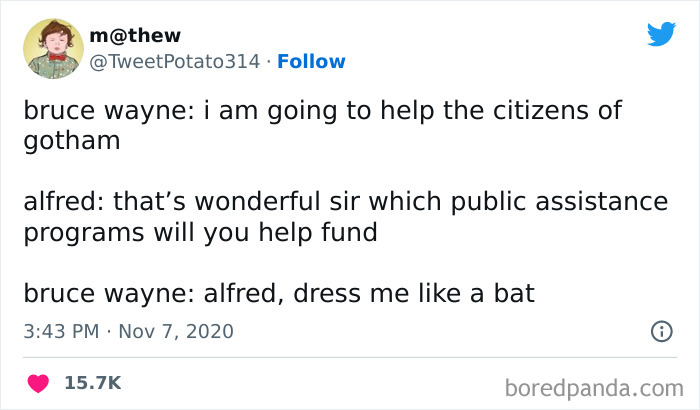 m@thew
@TweetPotato314 · Follow
bruce wayne: i am going to help the citizens of
gotham
alfred: that’s wonderful sir which public assistance
programs will you help fund
bruce wayne: alfred, dress me like a bat
3:43 PM · Nov 7, 2020
15.7K
boredpanda.com